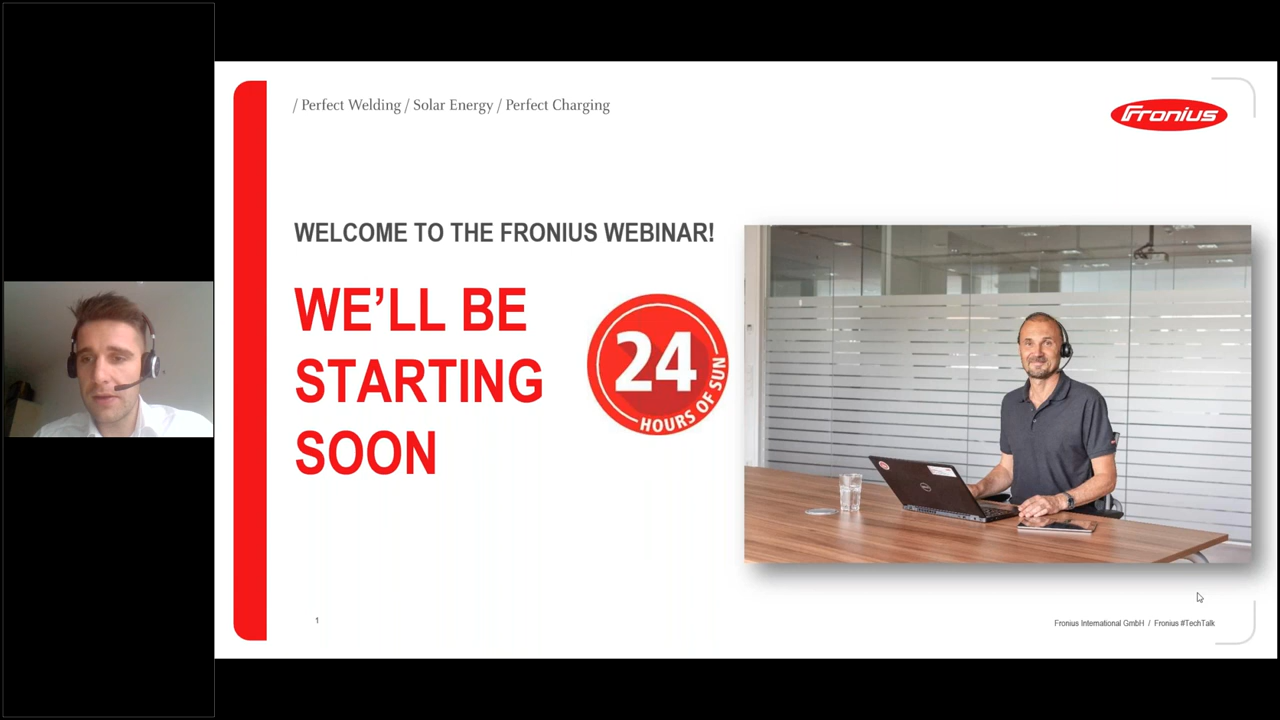 / Perfect Welding / Solar Energy / Perfect Charging
Fronius
WELCOME TO THE FRONIUS WEBINAR!
WE’LL BE
STARTING
SOON
24
HOURS OF SUN
DELL
1
Fronius International GmbH / Fronius #TechTalk